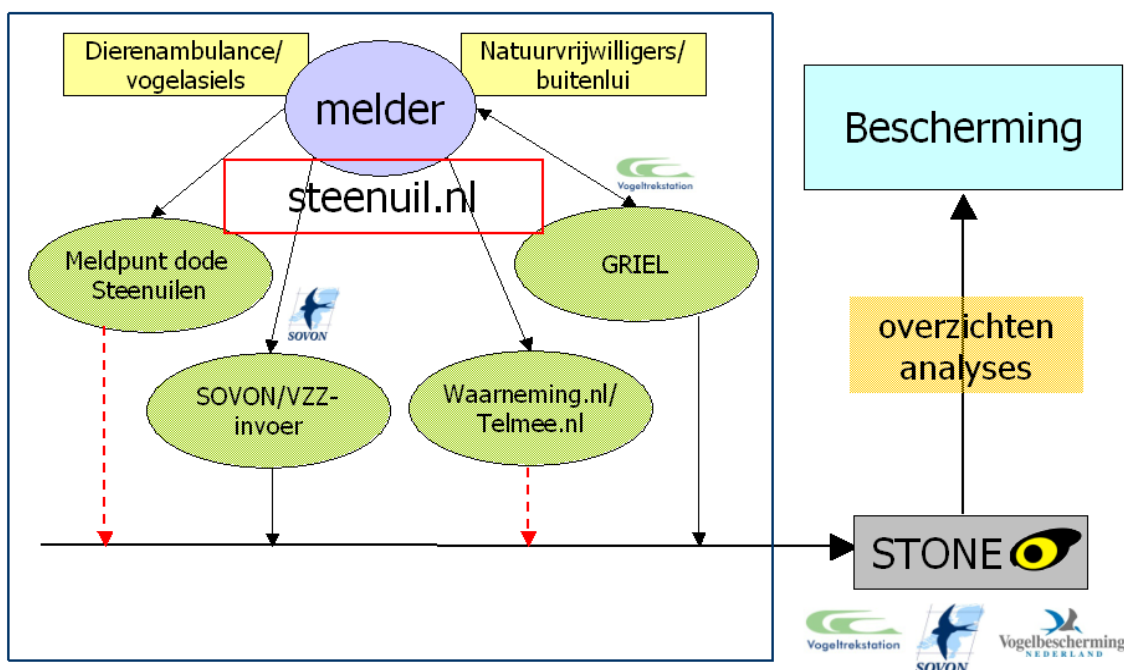 Dierenambulance/
vogelasiels
Natuurvrijwilligers/
buitenlui
melder
Vogeltrekstation
steenuil.nl
Meldpunt dode
Steenuilen
GRIEL
SOVON
SOVON/VZZ-
invoer
Waarneming.nl/
Telmee.nl
Bescherming
overzichten
analyses
STONE
Vogeltrekstation
SOVON
Vogelbescherming
NEDERLAND